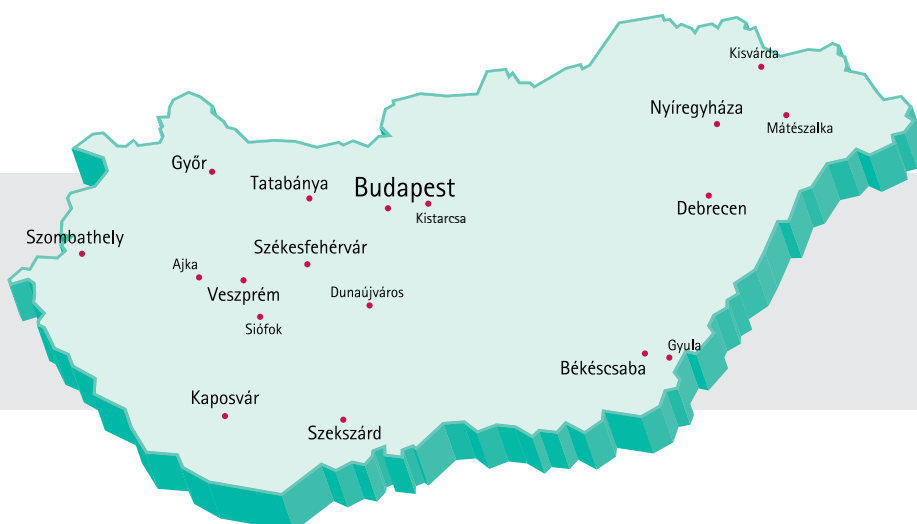 Kisvárda
Nyíregyháza
Mátészalka
Győr
Tatabánya
Budapest
Kistarcsa
Debrecen
Szombathely
Székesfehérvár
Ajka
Veszprém
Dunaújváros
Siófok
Gyula
Békéscsaba
Kaposvár
Szekszárd